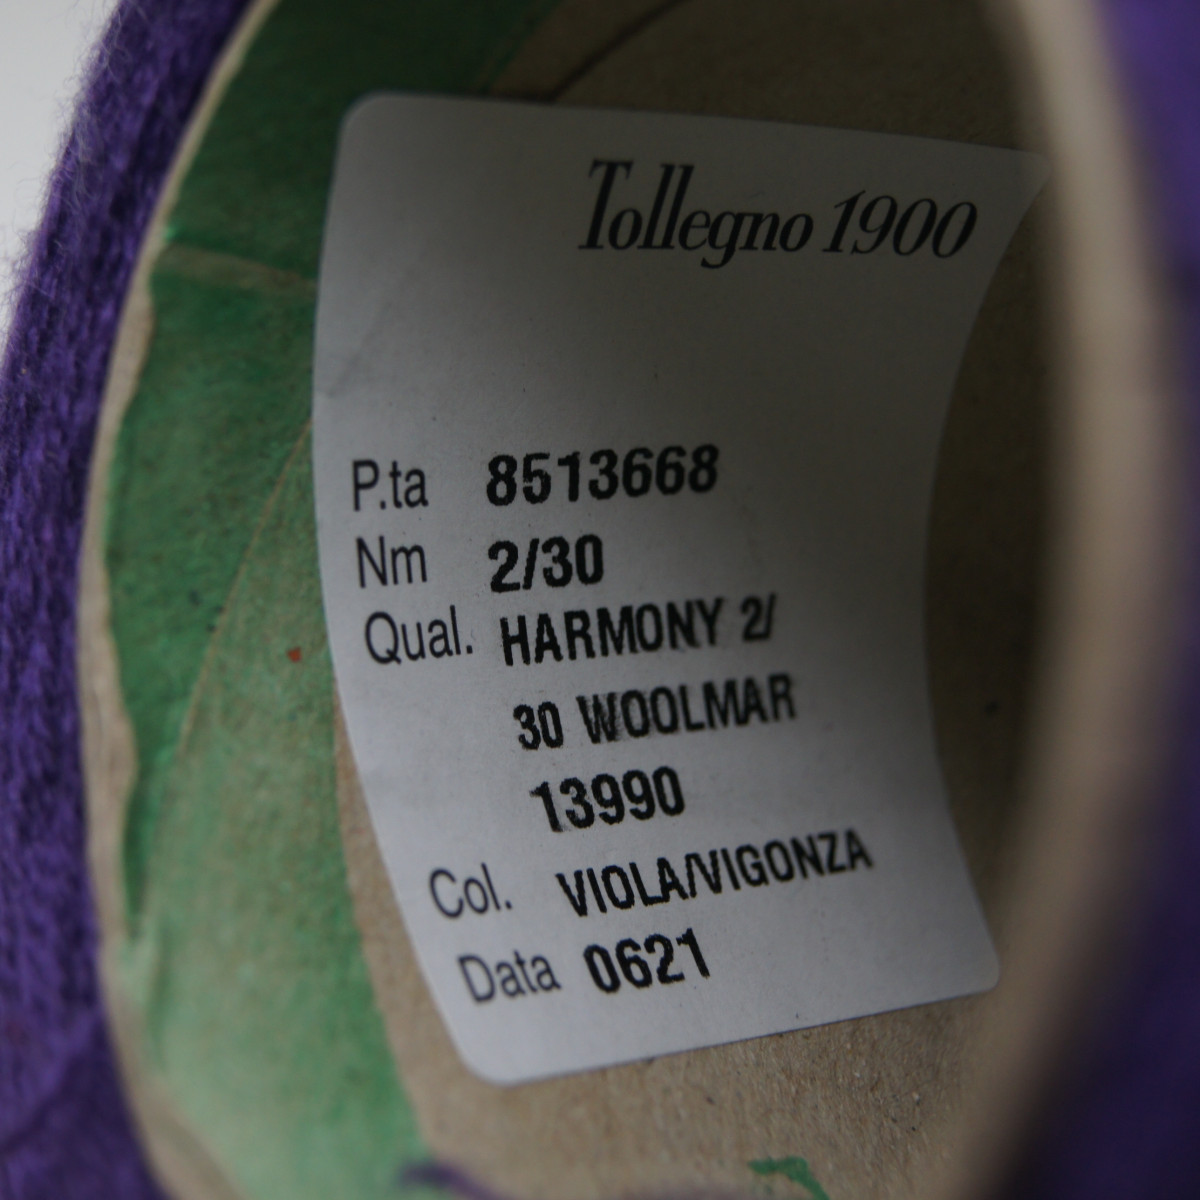 Tollegno 1900
P.ta 8513668
Nm 2/30
Qual. HARMONY 2/
30 WOOLMAR
13990
Col. VIOLA/VIGONZA
Data 0621